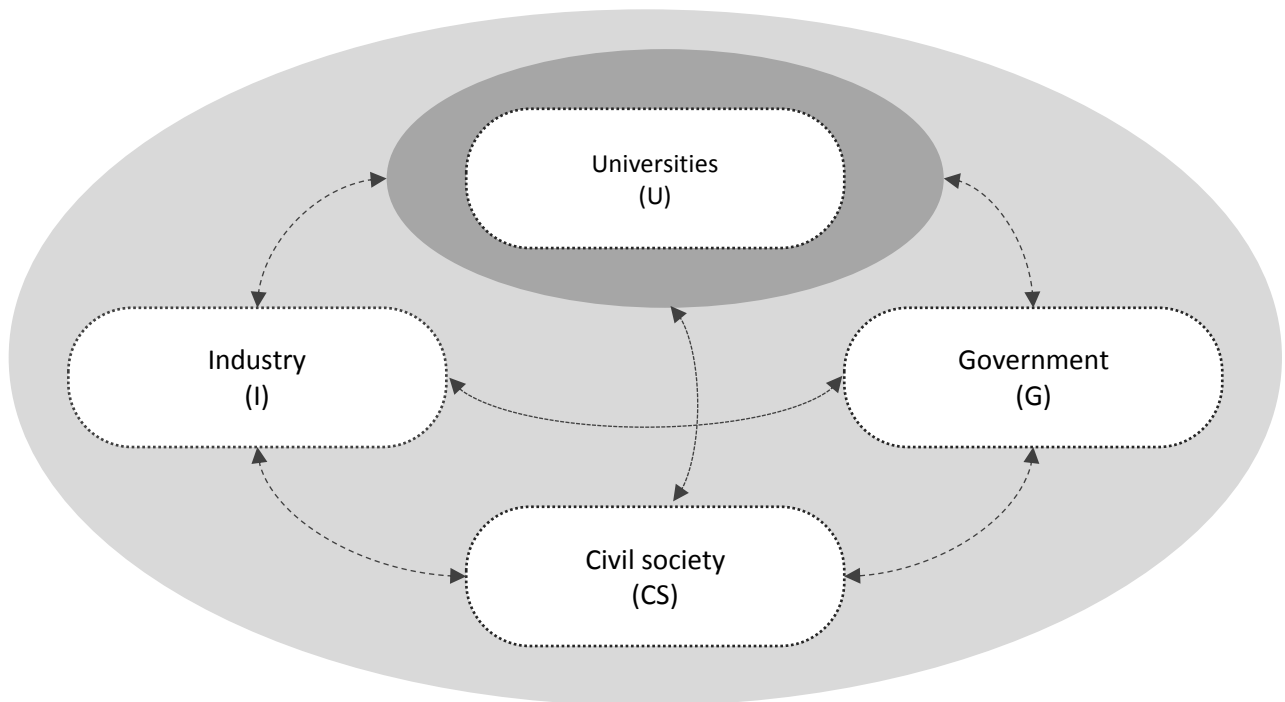 Universities
(U)
Industry
(I)
Government
(G)
Civil society
(CS)